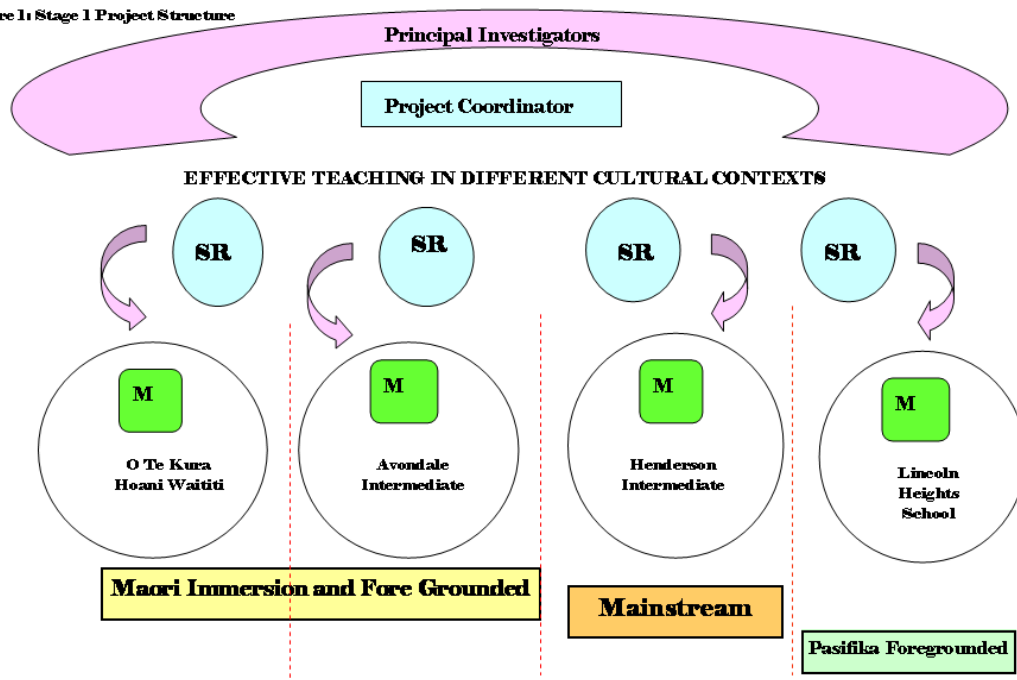 re 1: Stage 1 Project Structure
Principal Investigators
Project Coordinator
EFFECTIVE TEACHING IN DIFFERENT CULTURAL CONTEXTS
SR
SR
SR
SR
M
M
M
M
O Te Kura
Hoani Waititi
Avondale
Intermediate
Henderson
Intermediate
Lincoln
Heights
School
Maori Immersion and Fore Grounded
Mainstream
Pasifika Foregrounded